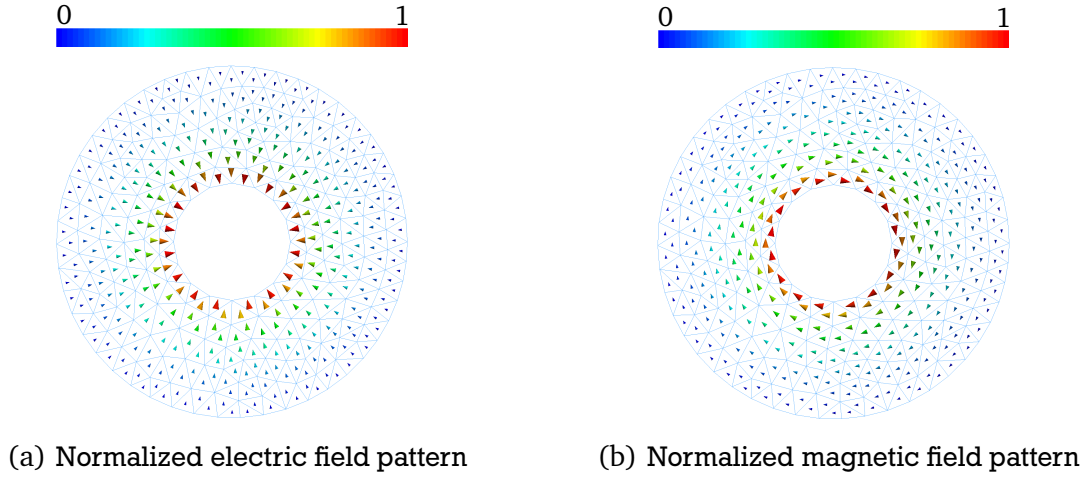 0 1
0 1
(a) Normalized electric field pattern
(b) Normalized magnetic field pattern